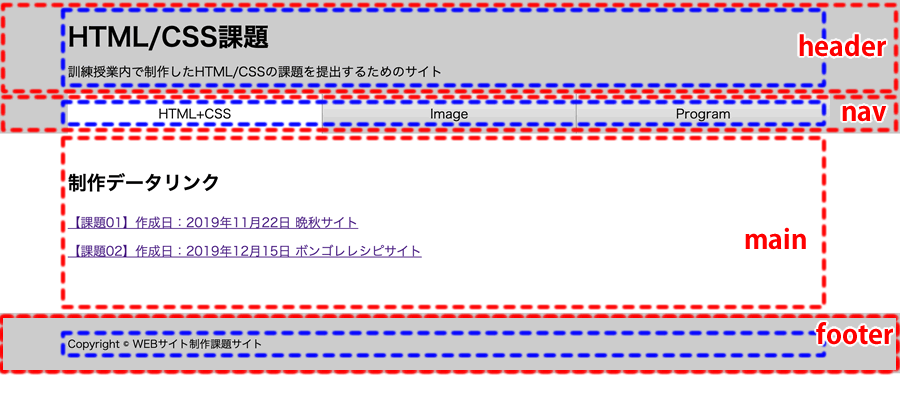 HTML/CSS課題
header
訓練授業内で制作したHTML/CSSの課題を提出するためのサイト
HTML+CSS
Image
Program
nav
制作データリンク
【課題01】作成日：2019年11月22日 晩秋サイト
main
【課題02】作成日：2019年12月15日 ボンゴレレシピサイト
footer
Copyright © WEBサイト制作課題サイト